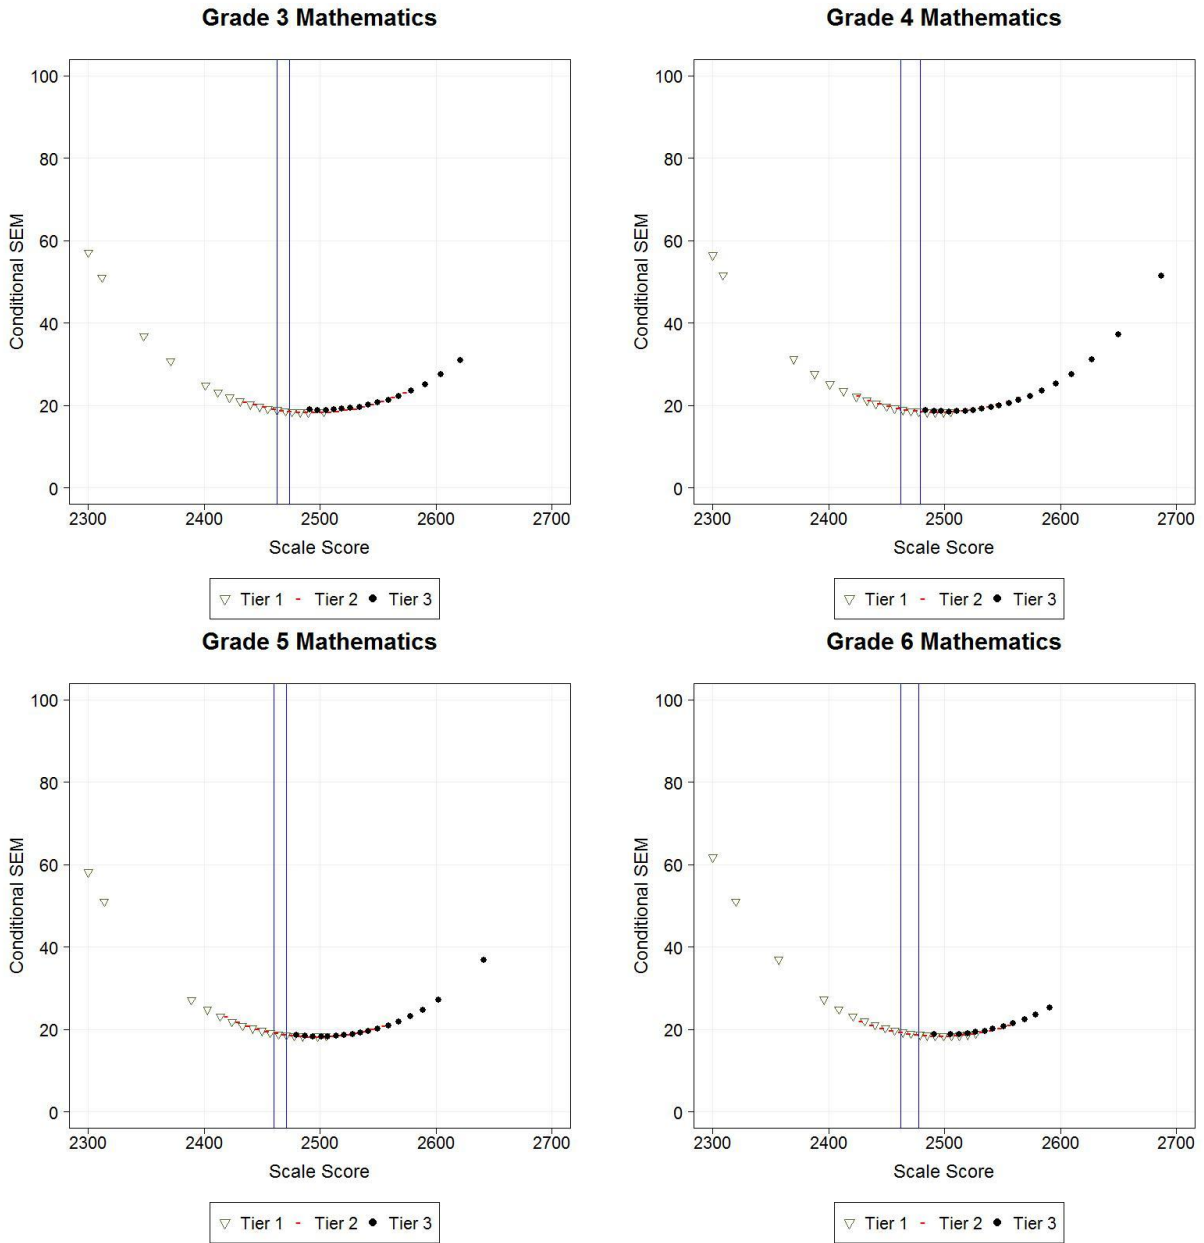 Grade 3 Mathematics
100
80
60
40
20
0
Conditional SEM
2300 2400 2500 2600 2700
Scale Score
Tier 1 - Tier 2 Tier 3
Grade 4 Mathematics
100
80
60
40
20
0
Conditional SEM
2300 2400 2500 2600 2700
Scale Score
Tier 1 - Tier 2 Tier 3
Grade 5 Mathematics
100
80
60
40
20
0
Conditional SEM
2300 2400 2500 2600 2700
Scale Score
Tier 1 - Tier 2 Tier 3
Grade 6 Mathematics
100
80
60
40
20
0
Conditional SEM
2300 2400 2500 2600 2700
Scale Score
Tier 1 - Tier 2 Tier 3